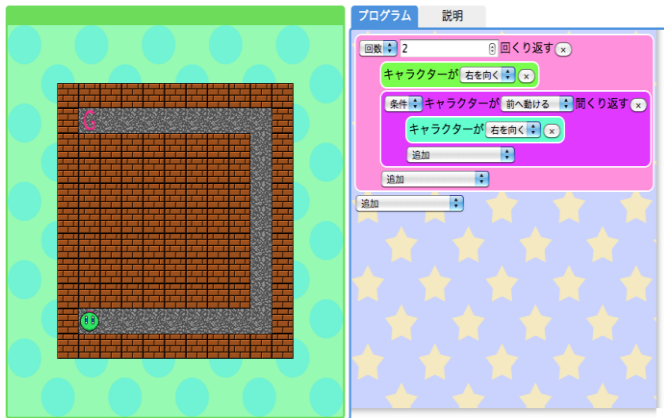 プログラム 説明
回数 2 回くり返す x
キャラクターが 右を向く x
条件 キャラクターが 前へ動ける 間くり返す x
キャラクターが 右を向く x
追加
追加
追加
G